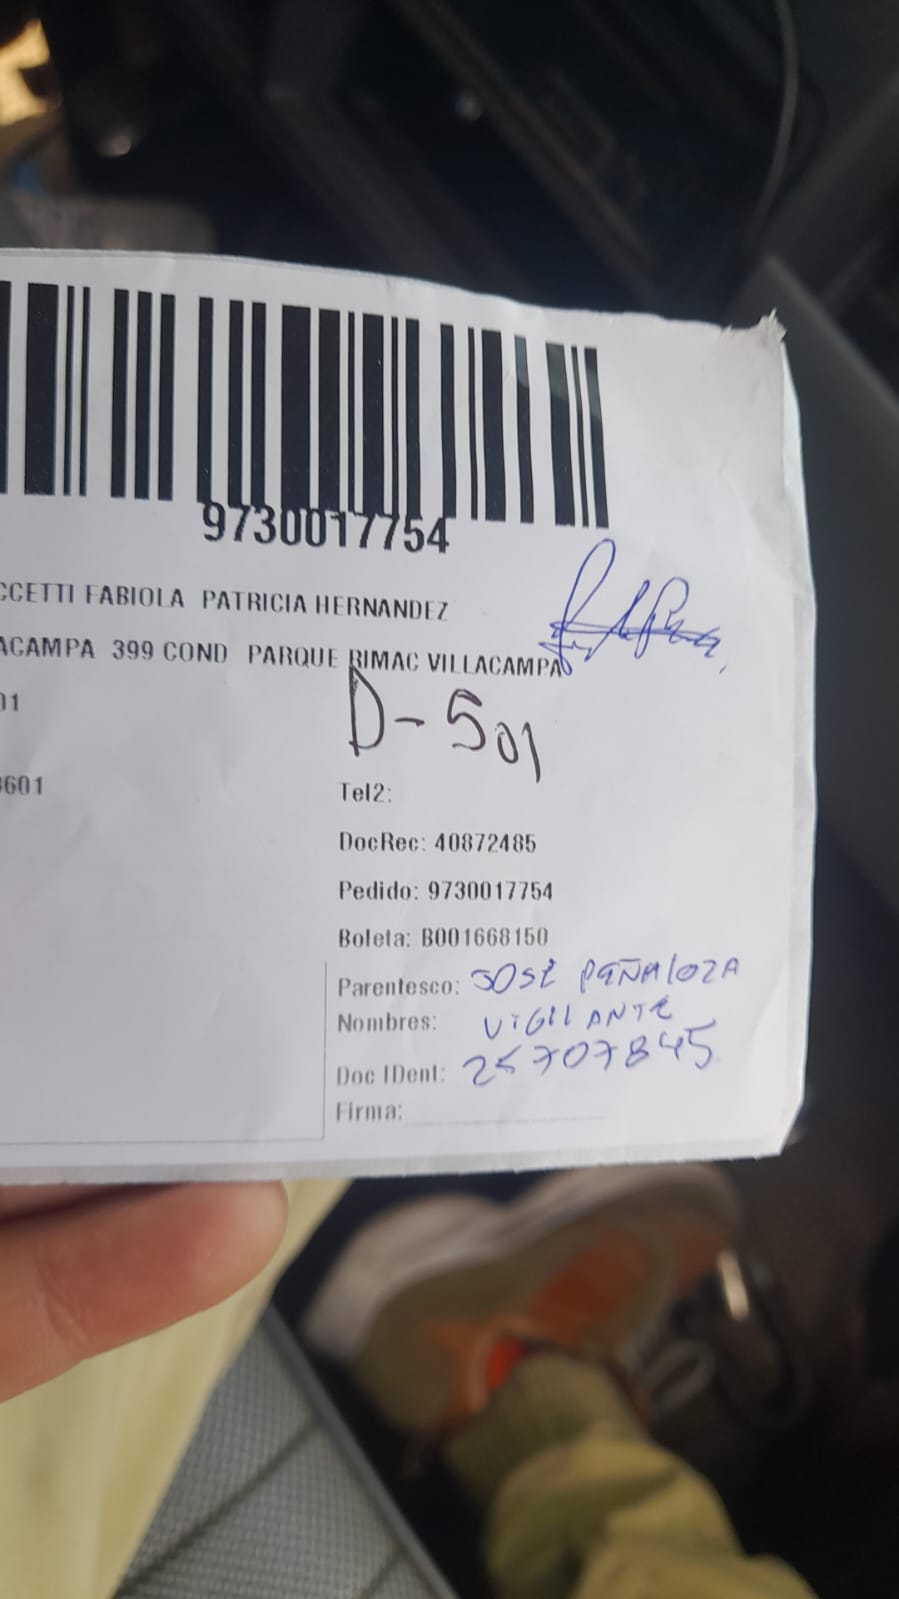 9730017754
CCETTI FABIOLA PATRICIA HERNANDEZ
ACAMPA 399 COND PARQUE RIMAC VILLACAMPA
01
D-501
3601
Tel2:
DocRec: 40872485
Pedido: 9730017754
Boleta: B001668150
Parentesco: JOSÉ PEÑALOZA
Nombres: VIGILANTE
Doc IDent: 25707845
Firma: